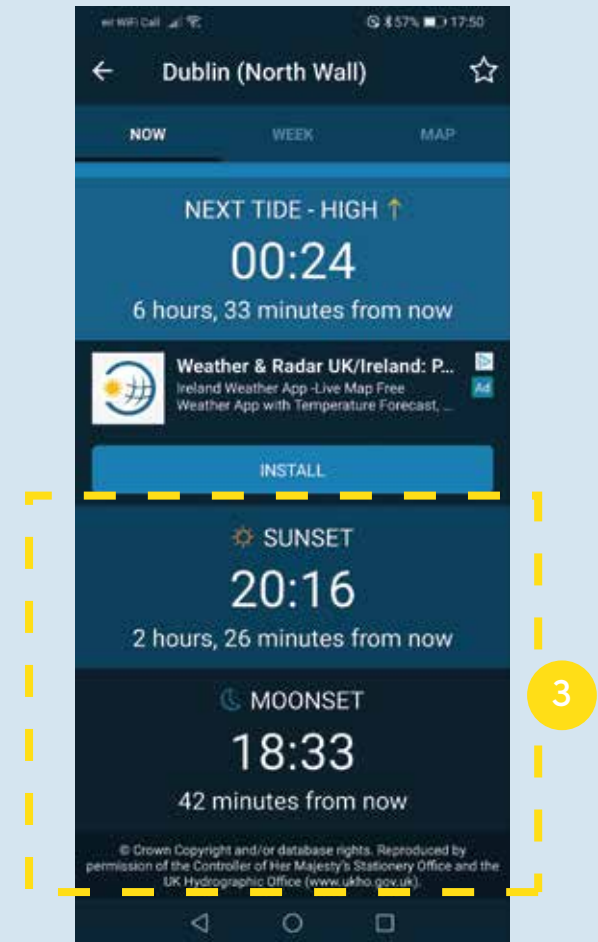 WiFi Call 57% 17:50
Dublin (North Wall)
NOW WEEK MAP
NEXT TIDE - HIGH ↑
00:24
6 hours, 33 minutes from now
Weather & Radar UK/Ireland: P...
Ireland Weather App -Live Map Free
Ad
Weather App with Temperature Forecast, ...
INSTALL
SUNSET
20:16
2 hours, 26 minutes from now
3
MOONSET
18:33
42 minutes from now
© Crown Copyright and/or database rights. Reproduced by
permission of the Controller of Her Majesty's Stationery Office and the
UK Hydrographic Office (www.ukho.gov.uk).